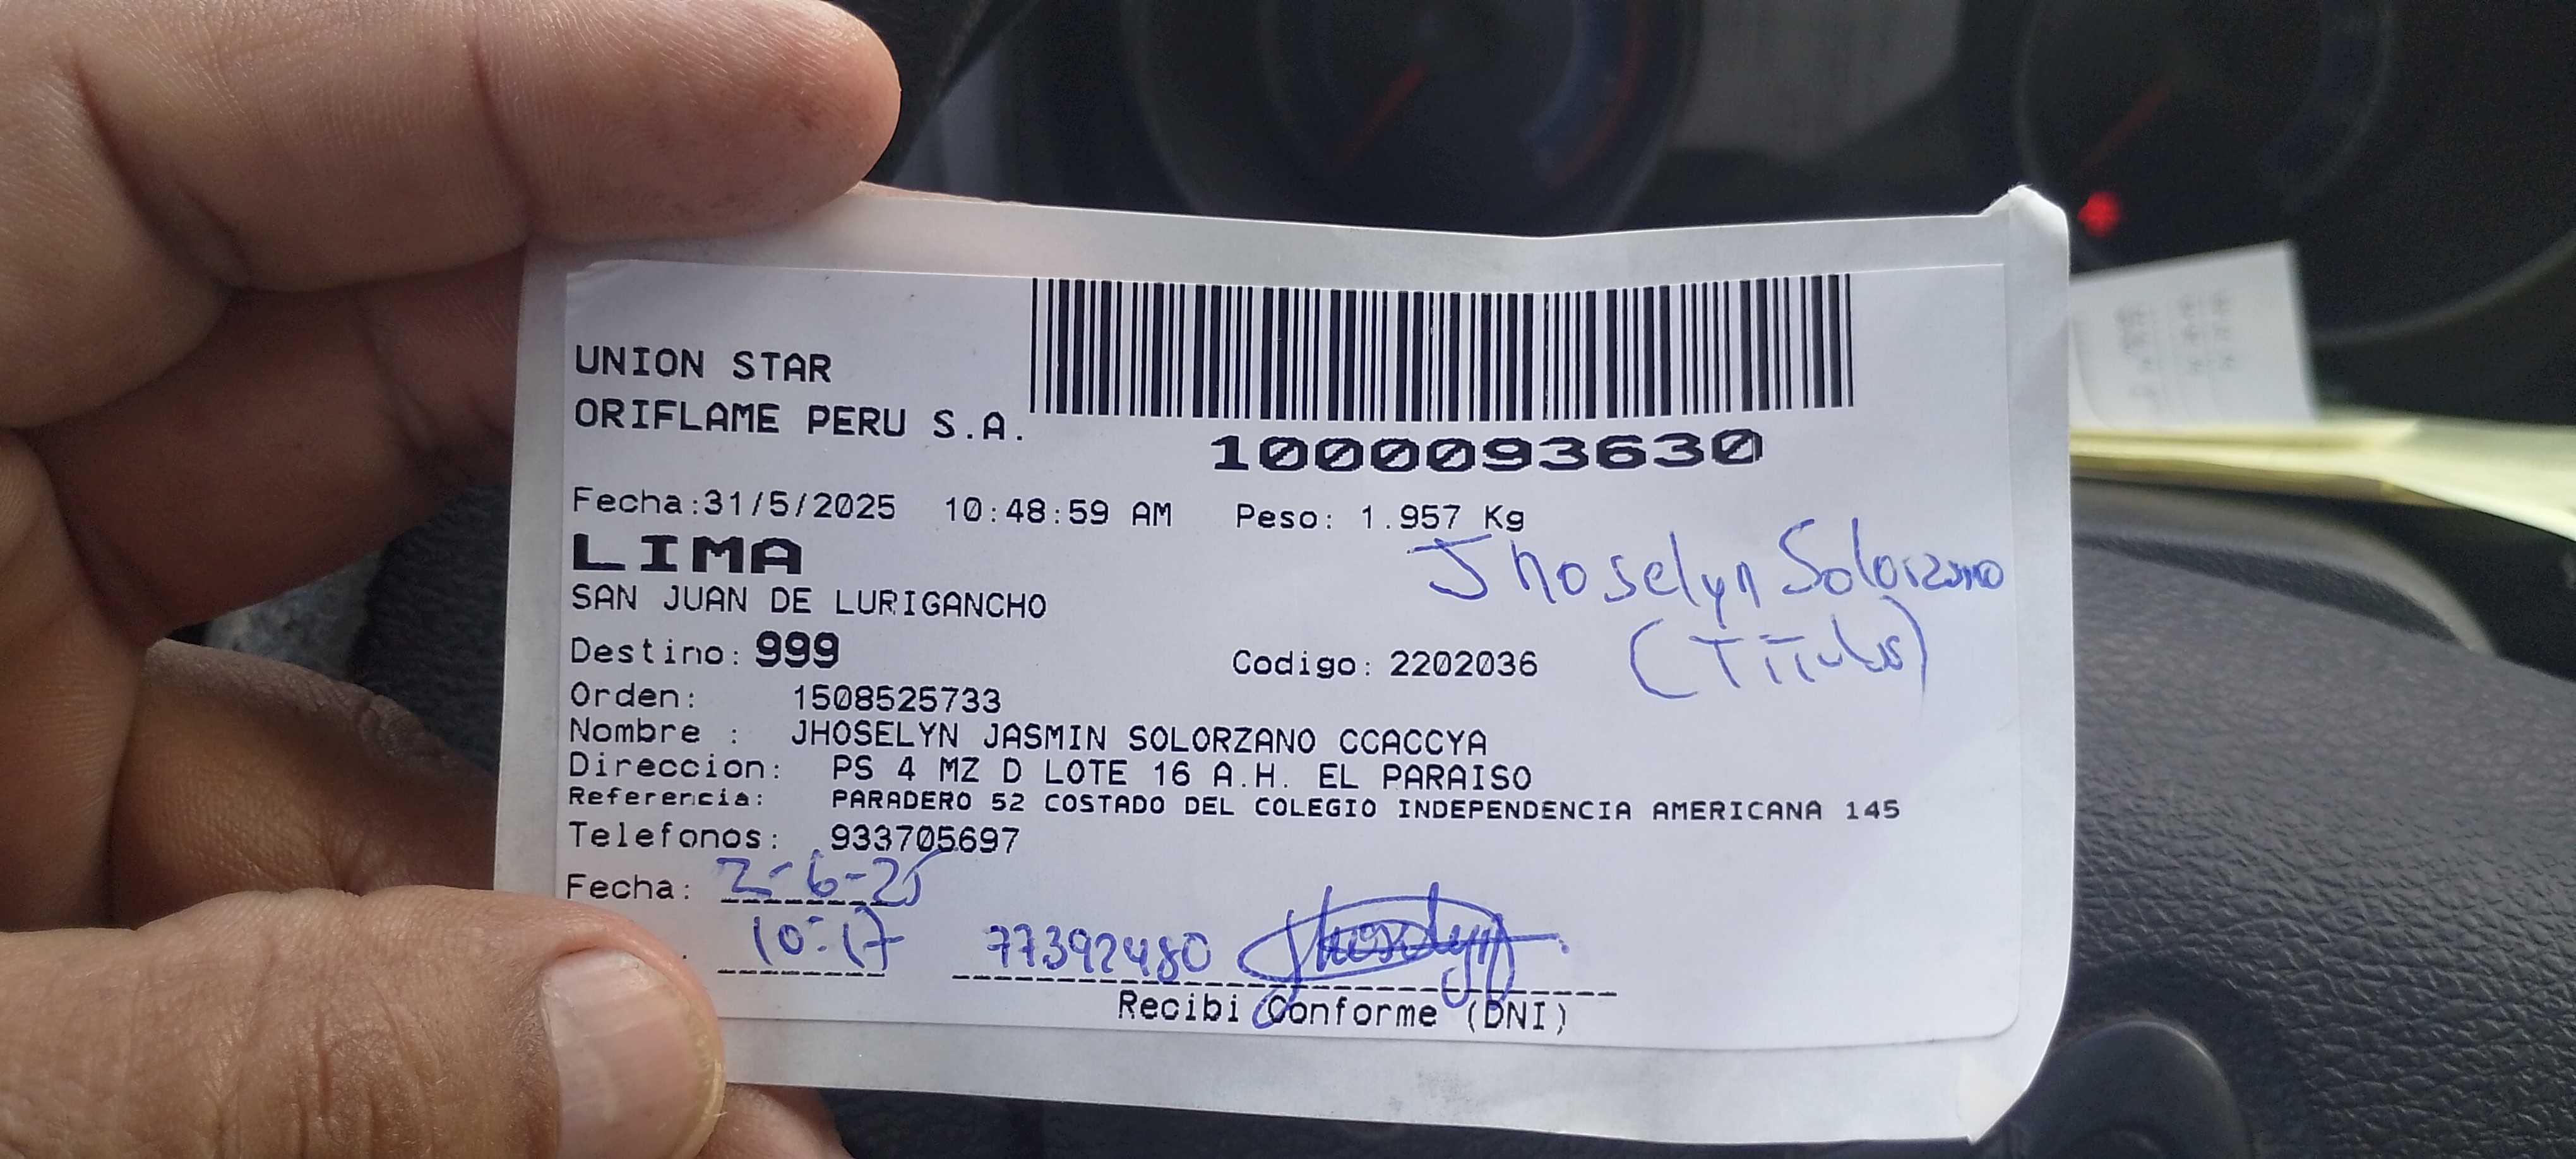 UNION STAR
ORIFLAME PERU S.A.
1000093630
Fecha:31/5/2025 10:48:59 AM Peso: 1.957 Kg
LIMA
Jhoselyn Solorzano
SAN JUAN DE LURIGANCHO
(Titular)
Destino: 999 Codigo: 2202036
Orden: 1508525733
Nombre : JHOSELYN JASMIN SOLORZANO CCACCYA
Direccion: PS 4 MZ D LOTE 16 A.H. EL PARAISO
Referencia: PARADERO 52 COSTADO DEL COLEGIO INDEPENDENCIA AMERICANA 145
Telefonos: 933705697
Fecha: 2-6-25
10:17 77392480 Jhoselyn
Recibi Conforme (DNI)